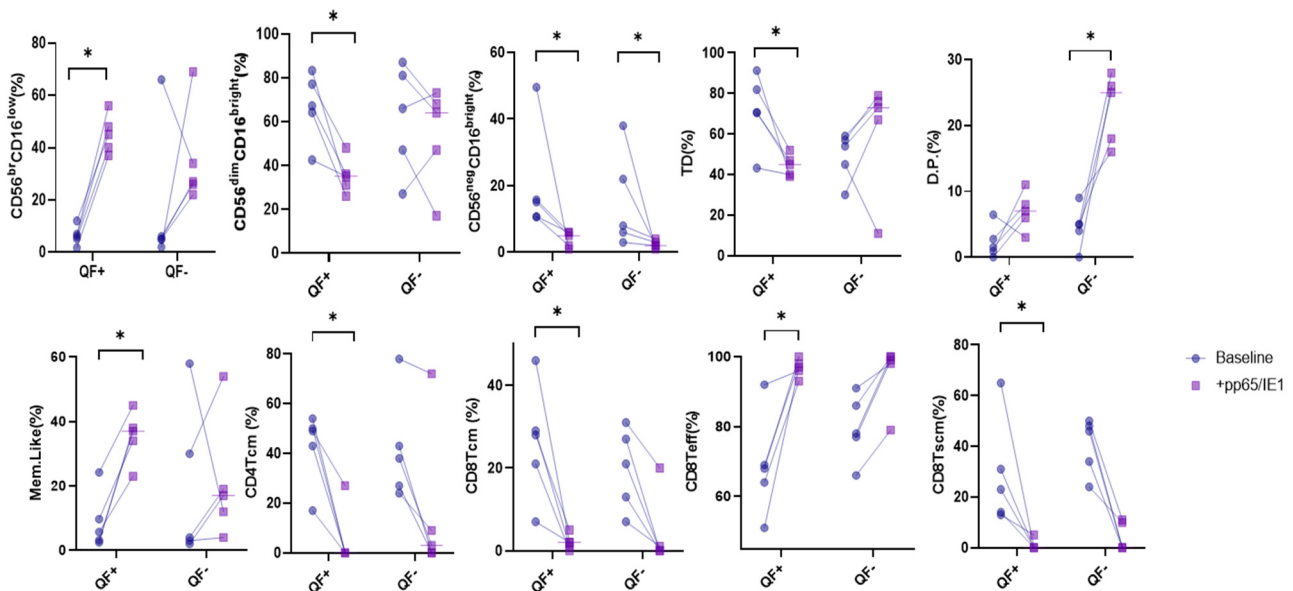 CD56brCD16low(%)
80
60
40
20
0
*
QF+
QF-
CD56dimCD16bright(%)
100
80
60
40
20
0
*
QF+
QF-
CD56negCD16bright(%)
60
40
20
0
*
*
QF+
QF-
TD(%)
100
80
60
40
20
0
*
QF+
QF-
D.P.(%)
30
20
10
0
*
QF+
QF-
Mem.Like(%)
60
40
20
0
*
QF+
QF-
CD4Tcm (%)
80
60
40
20
0
*
QF+
QF-
CD8Tcm (%)
40
20
0
*
QF+
QF-
CD8Teff(%)
100
80
60
*
QF+
QF-
CD8Tscm(%)
80
60
40
20
0
*
QF+
QF-
Baseline
+pp65/IE1